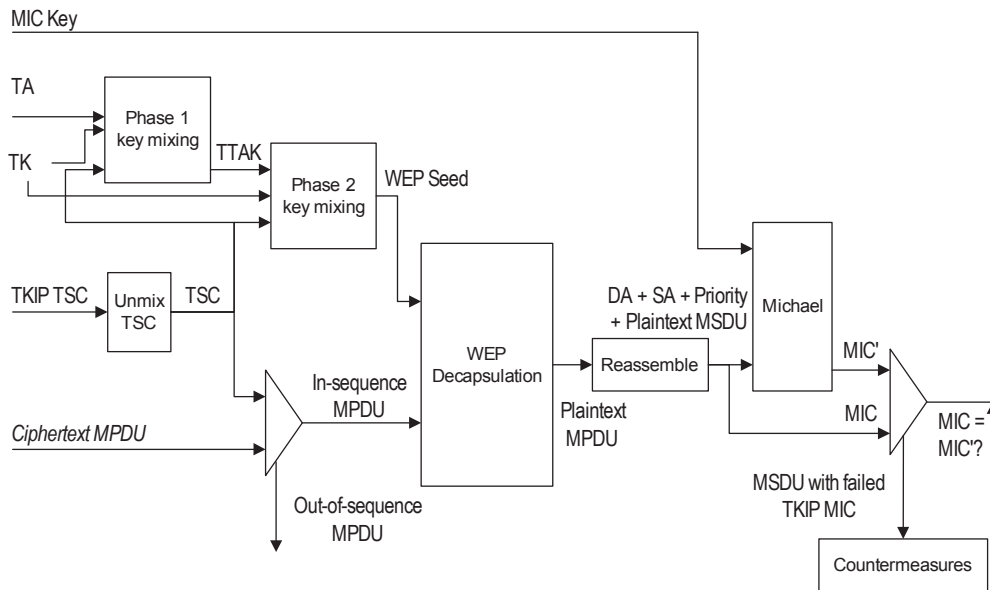 MIC Key
TA
Phase 1
key mixing
TK
TTAK
Phase 2
key mixing
WEP Seed
TKIP TSC
Unmix
TSC
TSC
DA + SA + Priority
+ Plaintext MSDU
Michael
WEP
Decapsulation
Reassemble
MIC'
In-sequence
MPDU
Ciphertext MPDU
Plaintext
MPDU
MIC
MIC =
MIC'?
Out-of-sequence
MPDU
MSDU with failed
TKIP MIC
Countermeasures